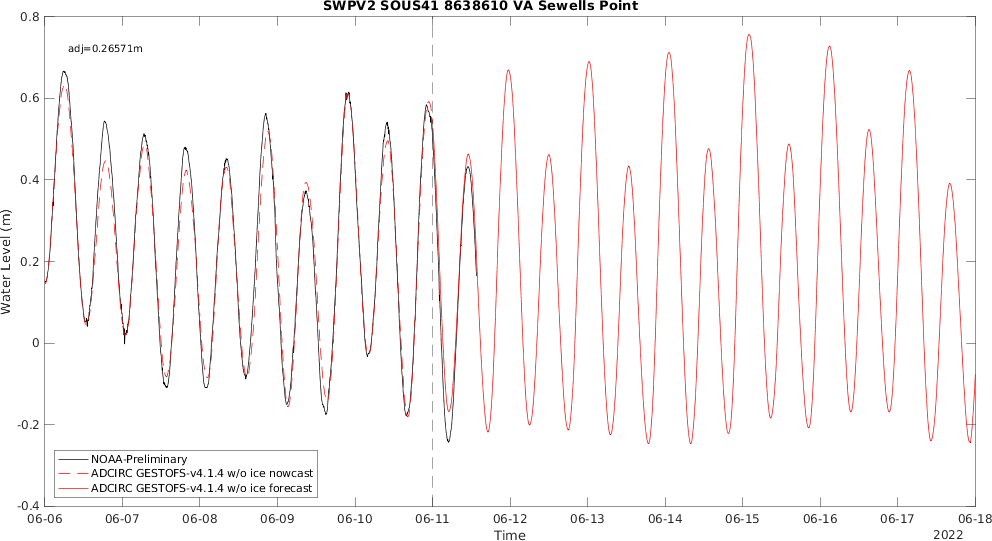 SWPV2 SOUS41 8638610 VA Sewells Point
adj=0.26571m
0.8
0.6
0.4
0.2
0
-0.2
-0.4
Water Level (m)
NOAA-Preliminary
ADCIRC GESTOFS-v4.1.4 w/o ice nowcast
ADCIRC GESTOFS-v4.1.4 w/o ice forecast
06-06 06-07 06-08 06-09 06-10 06-11 06-12 06-13 06-14 06-15 06-16 06-17 06-18
Time
2022